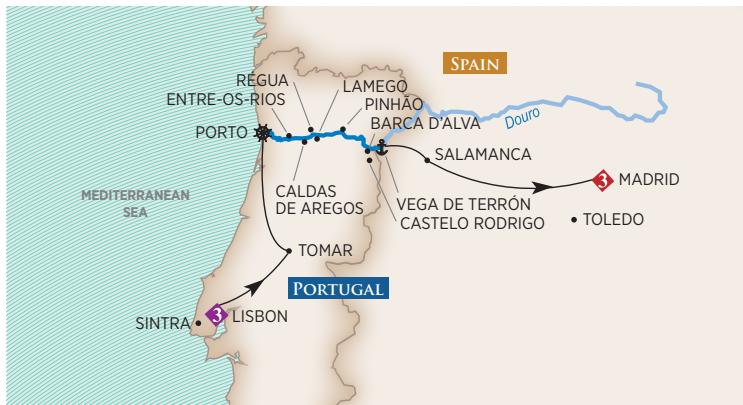 SPAIN
RÉGUA
LAMEGO
ENTRE-OS-RIOS
PINHÃO
BARCA D'ALVA
Douro
PORTO
SALAMANCA
3
MADRID
MEDITERRANEAN
SEA
CALDAS
DE AREGOS
VEGA DE TERRÓN
CASTELO RODRIGO
TOLEDO
TOMAR
PORTUGAL
SINTRA
3
LISBON